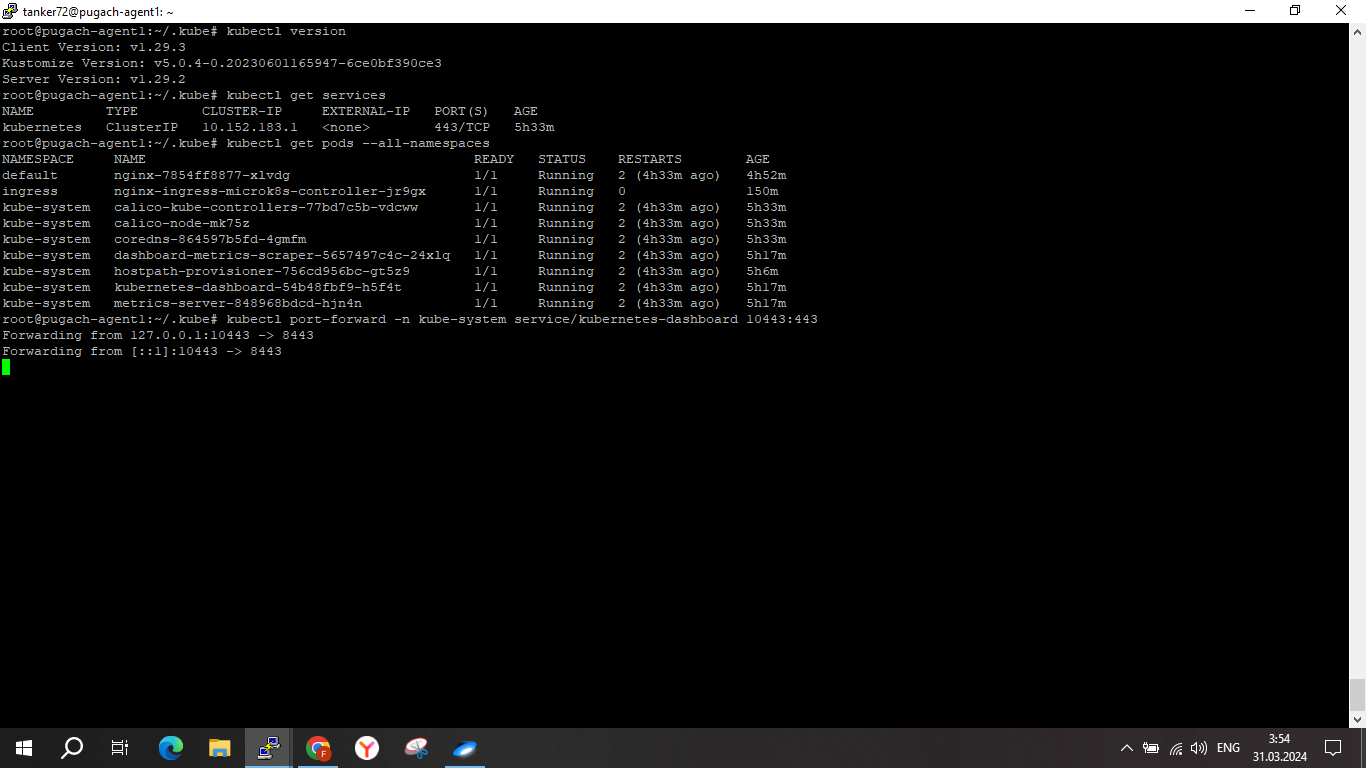 tanker72@pugach-agent1: ~
root@pugach-agent1:~/.kube# kubectl version
Client Version: v1.29.3
Kustomize Version: v5.0.4-0.20230601165947-6ce0bf390ce3
Server Version: v1.29.2
root@pugach-agent1:~/.kube# kubectl get services
NAME         TYPE        CLUSTER-IP     EXTERNAL-IP   PORT(S)   AGE
kubernetes   ClusterIP   10.152.183.1   <none>        443/TCP   5h33m
root@pugach-agent1:~/.kube# kubectl get pods --all-namespaces
NAMESPACE     NAME                                         READY   STATUS    RESTARTS        AGE
default       nginx-7854ff8877-xlvdg                       1/1     Running   2 (4h33m ago)   4h52m
ingress       nginx-ingress-microk8s-controller-jr9gx      1/1     Running   0               150m
kube-system   calico-kube-controllers-77bd7c5b-vdcww       1/1     Running   2 (4h33m ago)   5h33m
kube-system   calico-node-mk75z                            1/1     Running   2 (4h33m ago)   5h33m
kube-system   coredns-864597b5fd-4gmfm                     1/1     Running   2 (4h33m ago)   5h33m
kube-system   dashboard-metrics-scraper-5657497c4c-24xlq   1/1     Running   2 (4h33m ago)   5h17m
kube-system   hostpath-provisioner-756cd956bc-gt5z9        1/1     Running   2 (4h33m ago)   5h6m
kube-system   kubernetes-dashboard-54b48fbf9-h5f4t         1/1     Running   2 (4h33m ago)   5h17m
kube-system   metrics-server-848968bdcd-hjn4n              1/1     Running   2 (4h33m ago)   5h17m
root@pugach-agent1:~/.kube# kubectl port-forward -n kube-system service/kubernetes-dashboard 10443:443
Forwarding from 127.0.0.1:10443 -> 8443
Forwarding from [::1]:10443 -> 8443
F
ENG
3:54
31.03.2024